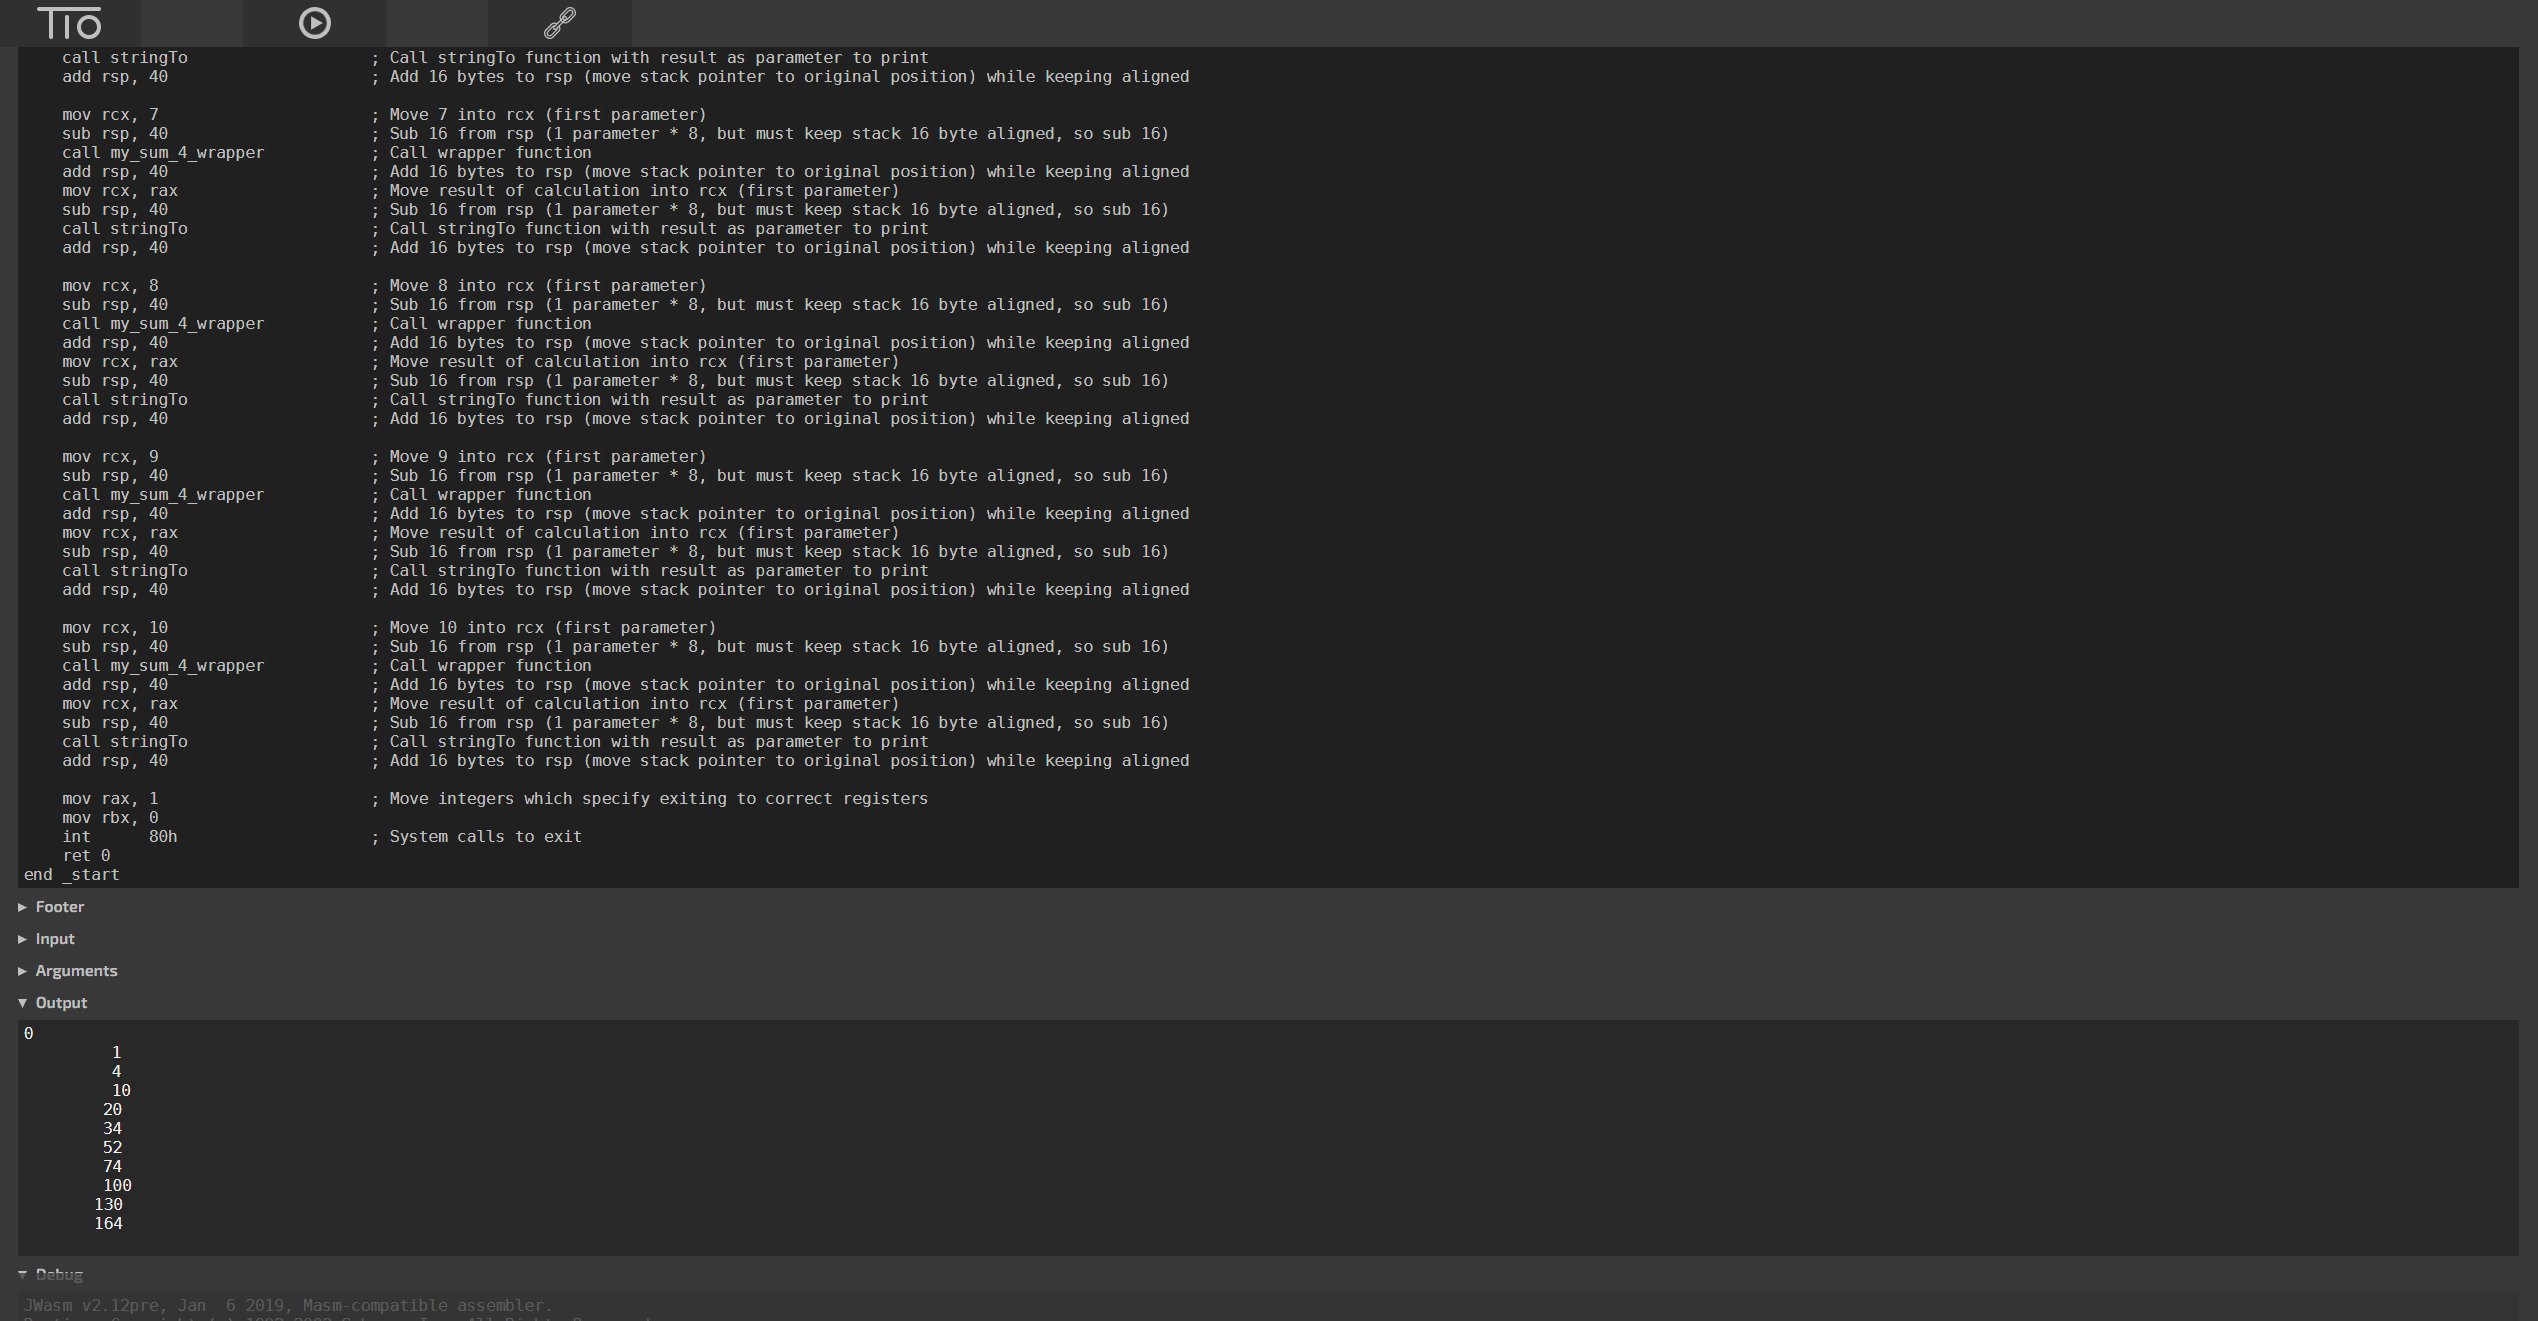 TIO
call stringTo ; Call stringTo function with result as parameter to print
add rsp, 40 ; Add 16 bytes to rsp (move stack pointer to original position) while keeping aligned
mov rcx, 7 ; Move 7 into rcx (first parameter)
sub rsp, 40 ; Sub 16 from rsp (1 parameter * 8, but must keep stack 16 byte aligned, so sub 16)
call my_sum_4_wrapper ; Call wrapper function
add rsp, 40 ; Add 16 bytes to rsp (move stack pointer to original position) while keeping aligned
mov rcx, rax ; Move result of calculation into rcx (first parameter)
sub rsp, 40 ; Sub 16 from rsp (1 parameter * 8, but must keep stack 16 byte aligned, so sub 16)
call stringTo ; Call stringTo function with result as parameter to print
add rsp, 40 ; Add 16 bytes to rsp (move stack pointer to original position) while keeping aligned
mov rcx, 8 ; Move 8 into rcx (first parameter)
sub rsp, 40 ; Sub 16 from rsp (1 parameter * 8, but must keep stack 16 byte aligned, so sub 16)
call my_sum_4_wrapper ; Call wrapper function
add rsp, 40 ; Add 16 bytes to rsp (move stack pointer to original position) while keeping aligned
mov rcx, rax ; Move result of calculation into rcx (first parameter)
sub rsp, 40 ; Sub 16 from rsp (1 parameter * 8, but must keep stack 16 byte aligned, so sub 16)
call stringTo ; Call stringTo function with result as parameter to print
add rsp, 40 ; Add 16 bytes to rsp (move stack pointer to original position) while keeping aligned
mov rcx, 9 ; Move 9 into rcx (first parameter)
sub rsp, 40 ; Sub 16 from rsp (1 parameter * 8, but must keep stack 16 byte aligned, so sub 16)
call my_sum_4_wrapper ; Call wrapper function
add rsp, 40 ; Add 16 bytes to rsp (move stack pointer to original position) while keeping aligned
mov rcx, rax ; Move result of calculation into rcx (first parameter)
sub rsp, 40 ; Sub 16 from rsp (1 parameter * 8, but must keep stack 16 byte aligned, so sub 16)
call stringTo ; Call stringTo function with result as parameter to print
add rsp, 40 ; Add 16 bytes to rsp (move stack pointer to original position) while keeping aligned
mov rcx, 10 ; Move 10 into rcx (first parameter)
sub rsp, 40 ; Sub 16 from rsp (1 parameter * 8, but must keep stack 16 byte aligned, so sub 16)
call my_sum_4_wrapper ; Call wrapper function
add rsp, 40 ; Add 16 bytes to rsp (move stack pointer to original position) while keeping aligned
mov rcx, rax ; Move result of calculation into rcx (first parameter)
sub rsp, 40 ; Sub 16 from rsp (1 parameter * 8, but must keep stack 16 byte aligned, so sub 16)
call stringTo ; Call stringTo function with result as parameter to print
add rsp, 40 ; Add 16 bytes to rsp (move stack pointer to original position) while keeping aligned
mov rax, 1 ; Move integers which specify exiting to correct registers
mov rbx, 0
int 80h ; System calls to exit
ret 0
end _start
Footer
Input
Arguments
Output
0
1
4
10
20
34
52
74
100
130
164
Debug
JWasm v2.12pre, Jan 6 2019, Masm-compatible assembler.